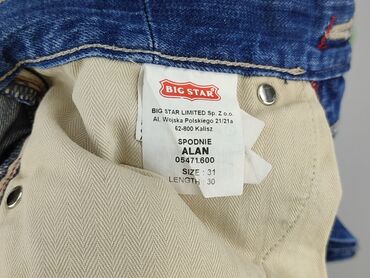 BIG STAR
BIG STAR LIMITED Sp. Z o.o.
Al. Wojska Polskiego 21/21a
62-800 Kalisz
SPODNIE
ALAN
05471.600
SIZE : 31
LENGTH : 30